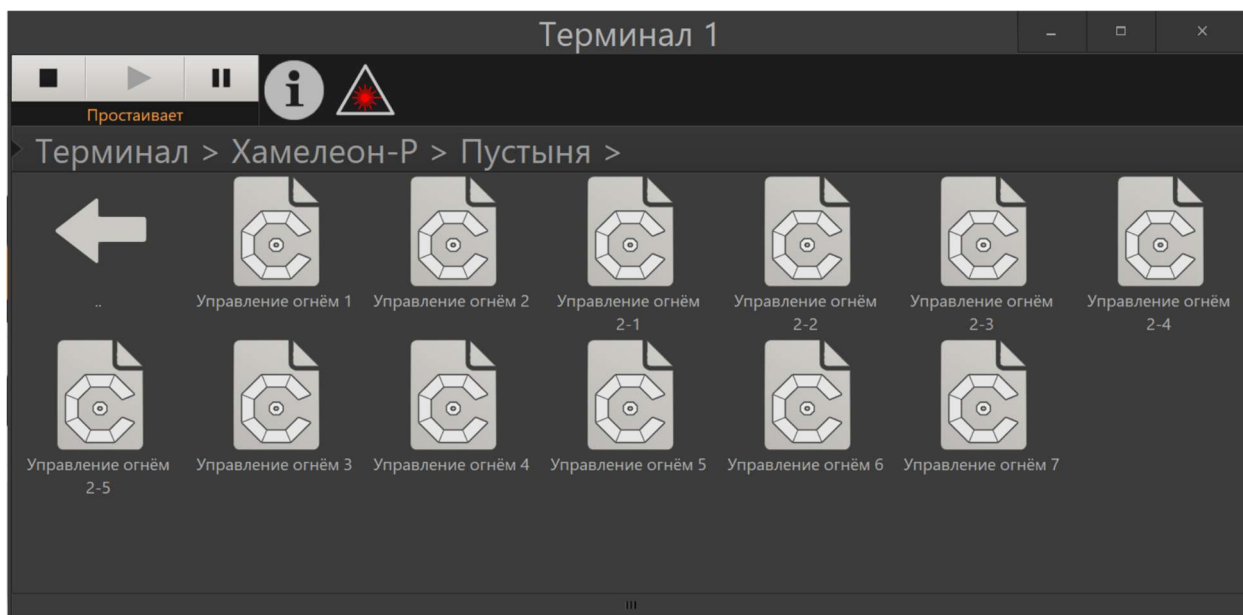 Терминал 1
Простаивает
Терминал > Хамелеон-Р > Пустыня >
..
Управление огнём 1
Управление огнём 2
Управление огнём
2-1
Управление огнём
2-2
Управление огнём
2-3
Управление огнём
2-4
Управление огнём
2-5
Управление огнём 3
Управление огнём 4
Управление огнём 5
Управление огнём 6
Управление огнём 7